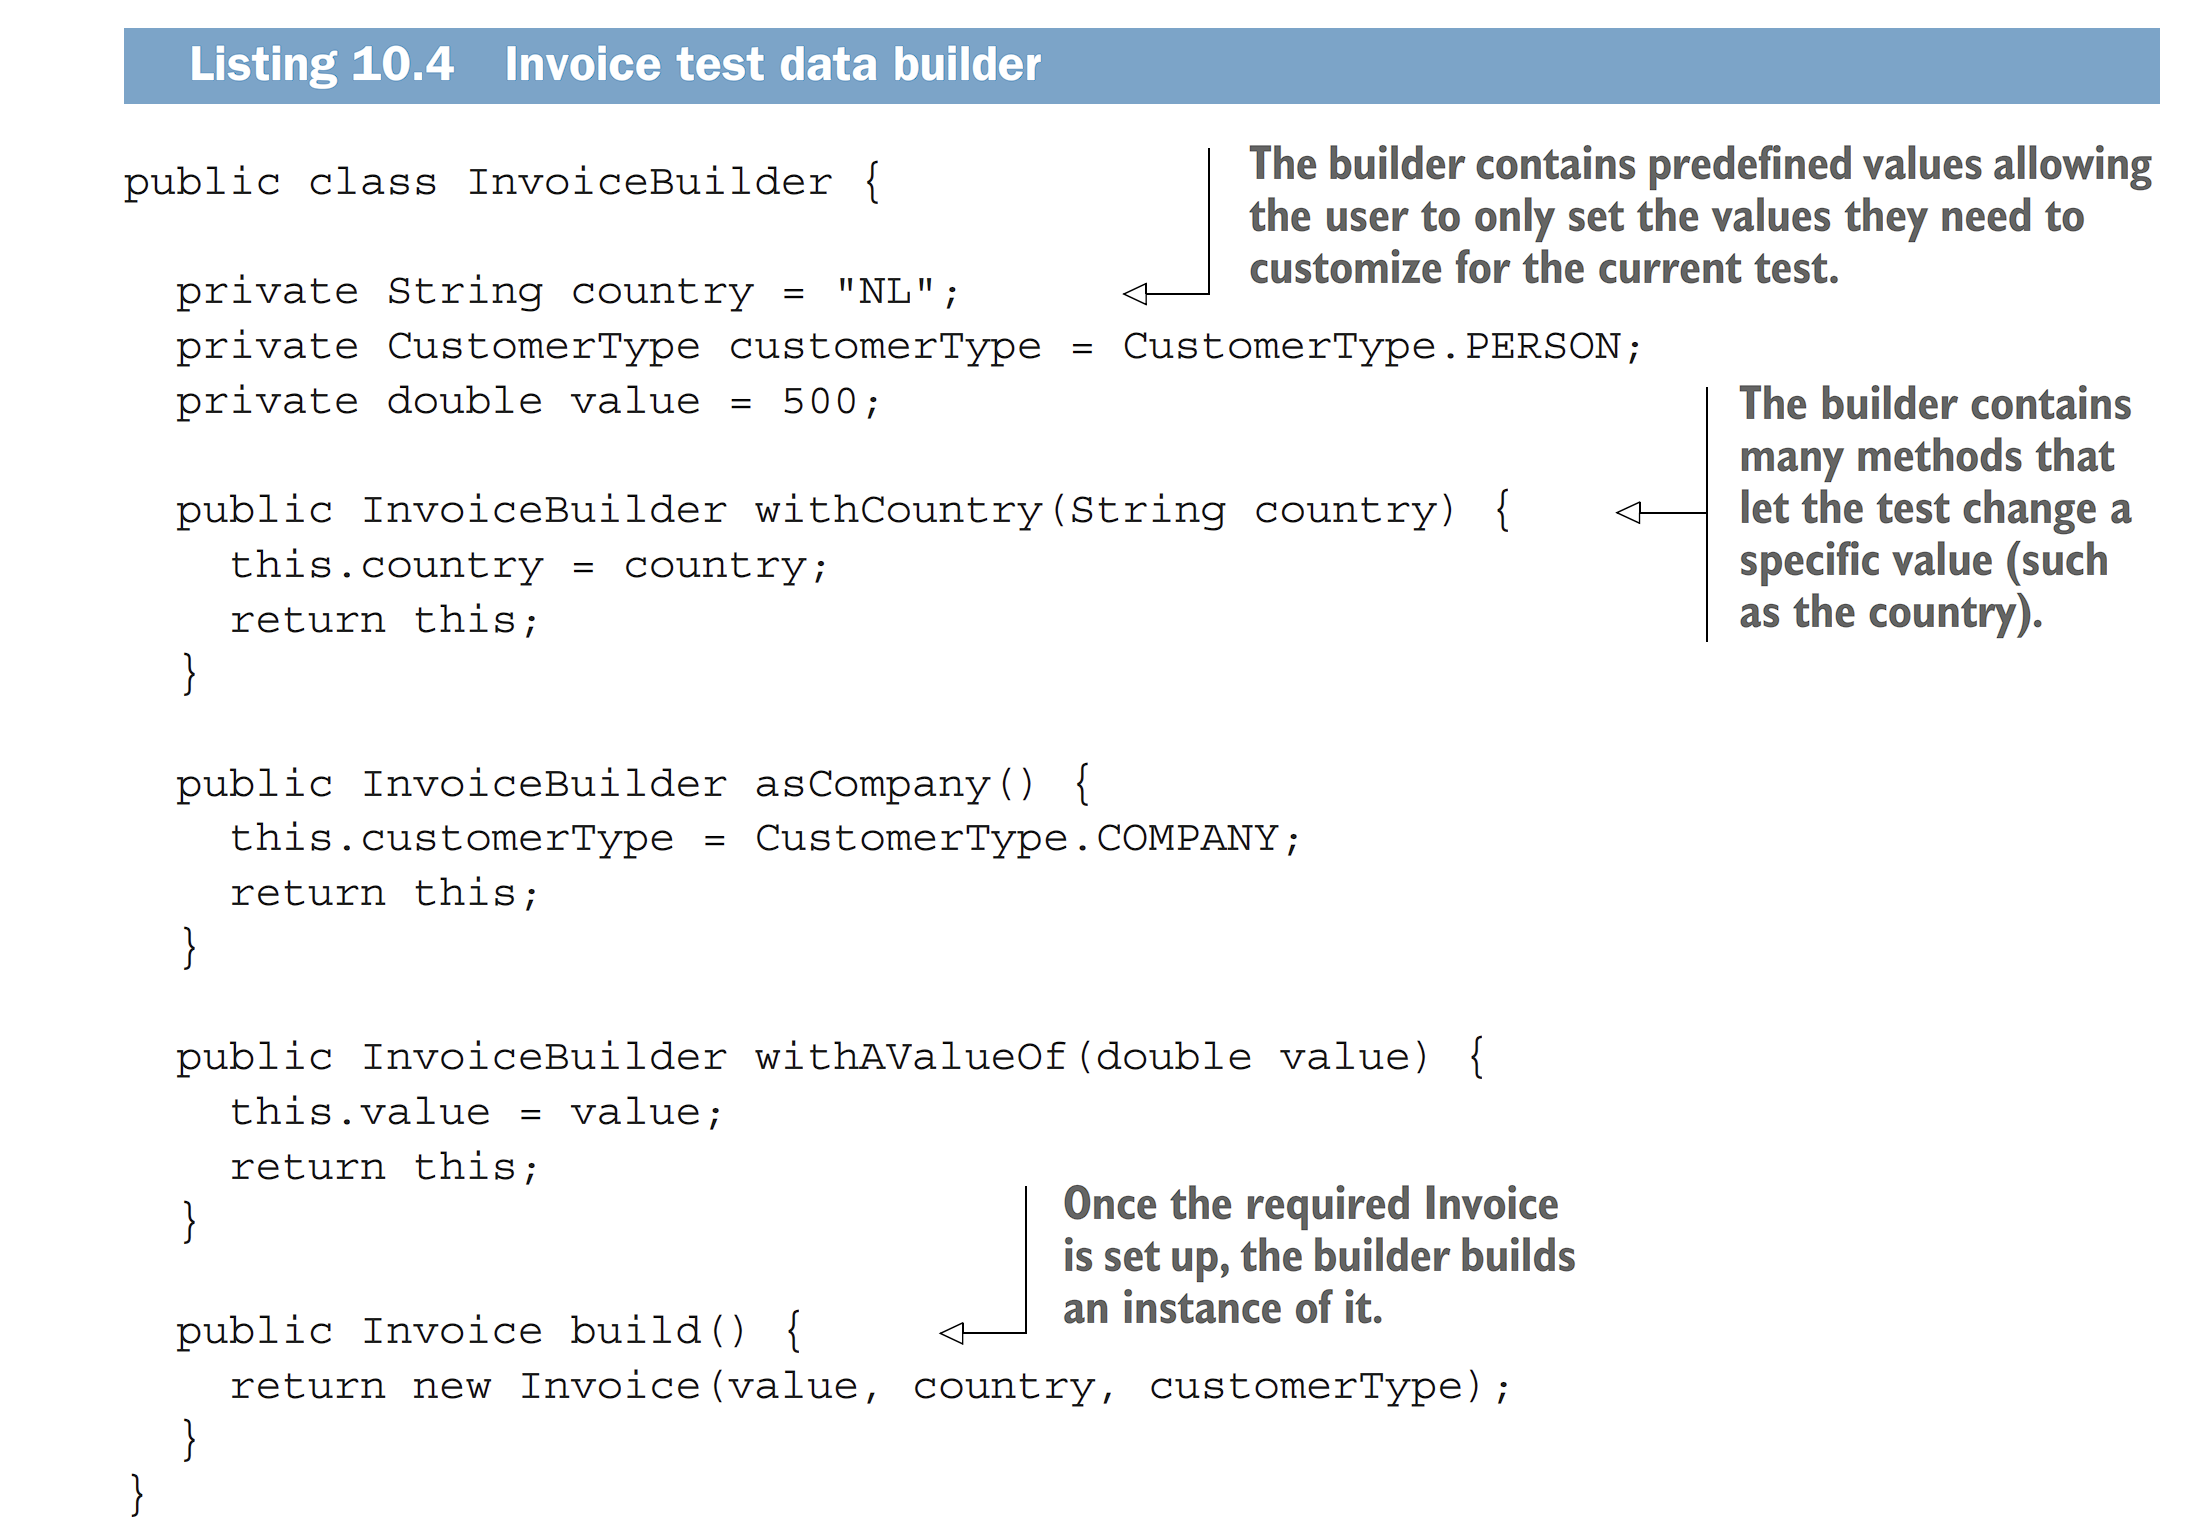 Listing 10.4 Invoice test data builder
public class InvoiceBuilder {
The builder contains predefined values allowing
the user to only set the values they need to
customize for the current test.
private String country = "NL";
private CustomerType customerType = CustomerType.PERSON;
private double value = 500;
The builder contains
many methods that
let the test change a
specific value (such
as the country).
public InvoiceBuilder withCountry(String country) {
this.country = country;
return this;
}
public InvoiceBuilder asCompany() {
this.customerType = CustomerType.COMPANY;
return this;
}
public InvoiceBuilder withAValueOf(double value) {
this.value = value;
return this;
}
Once the required Invoice
is set up, the builder builds
an instance of it.
public Invoice build() {
return new Invoice(value, country, customerType);
}
}